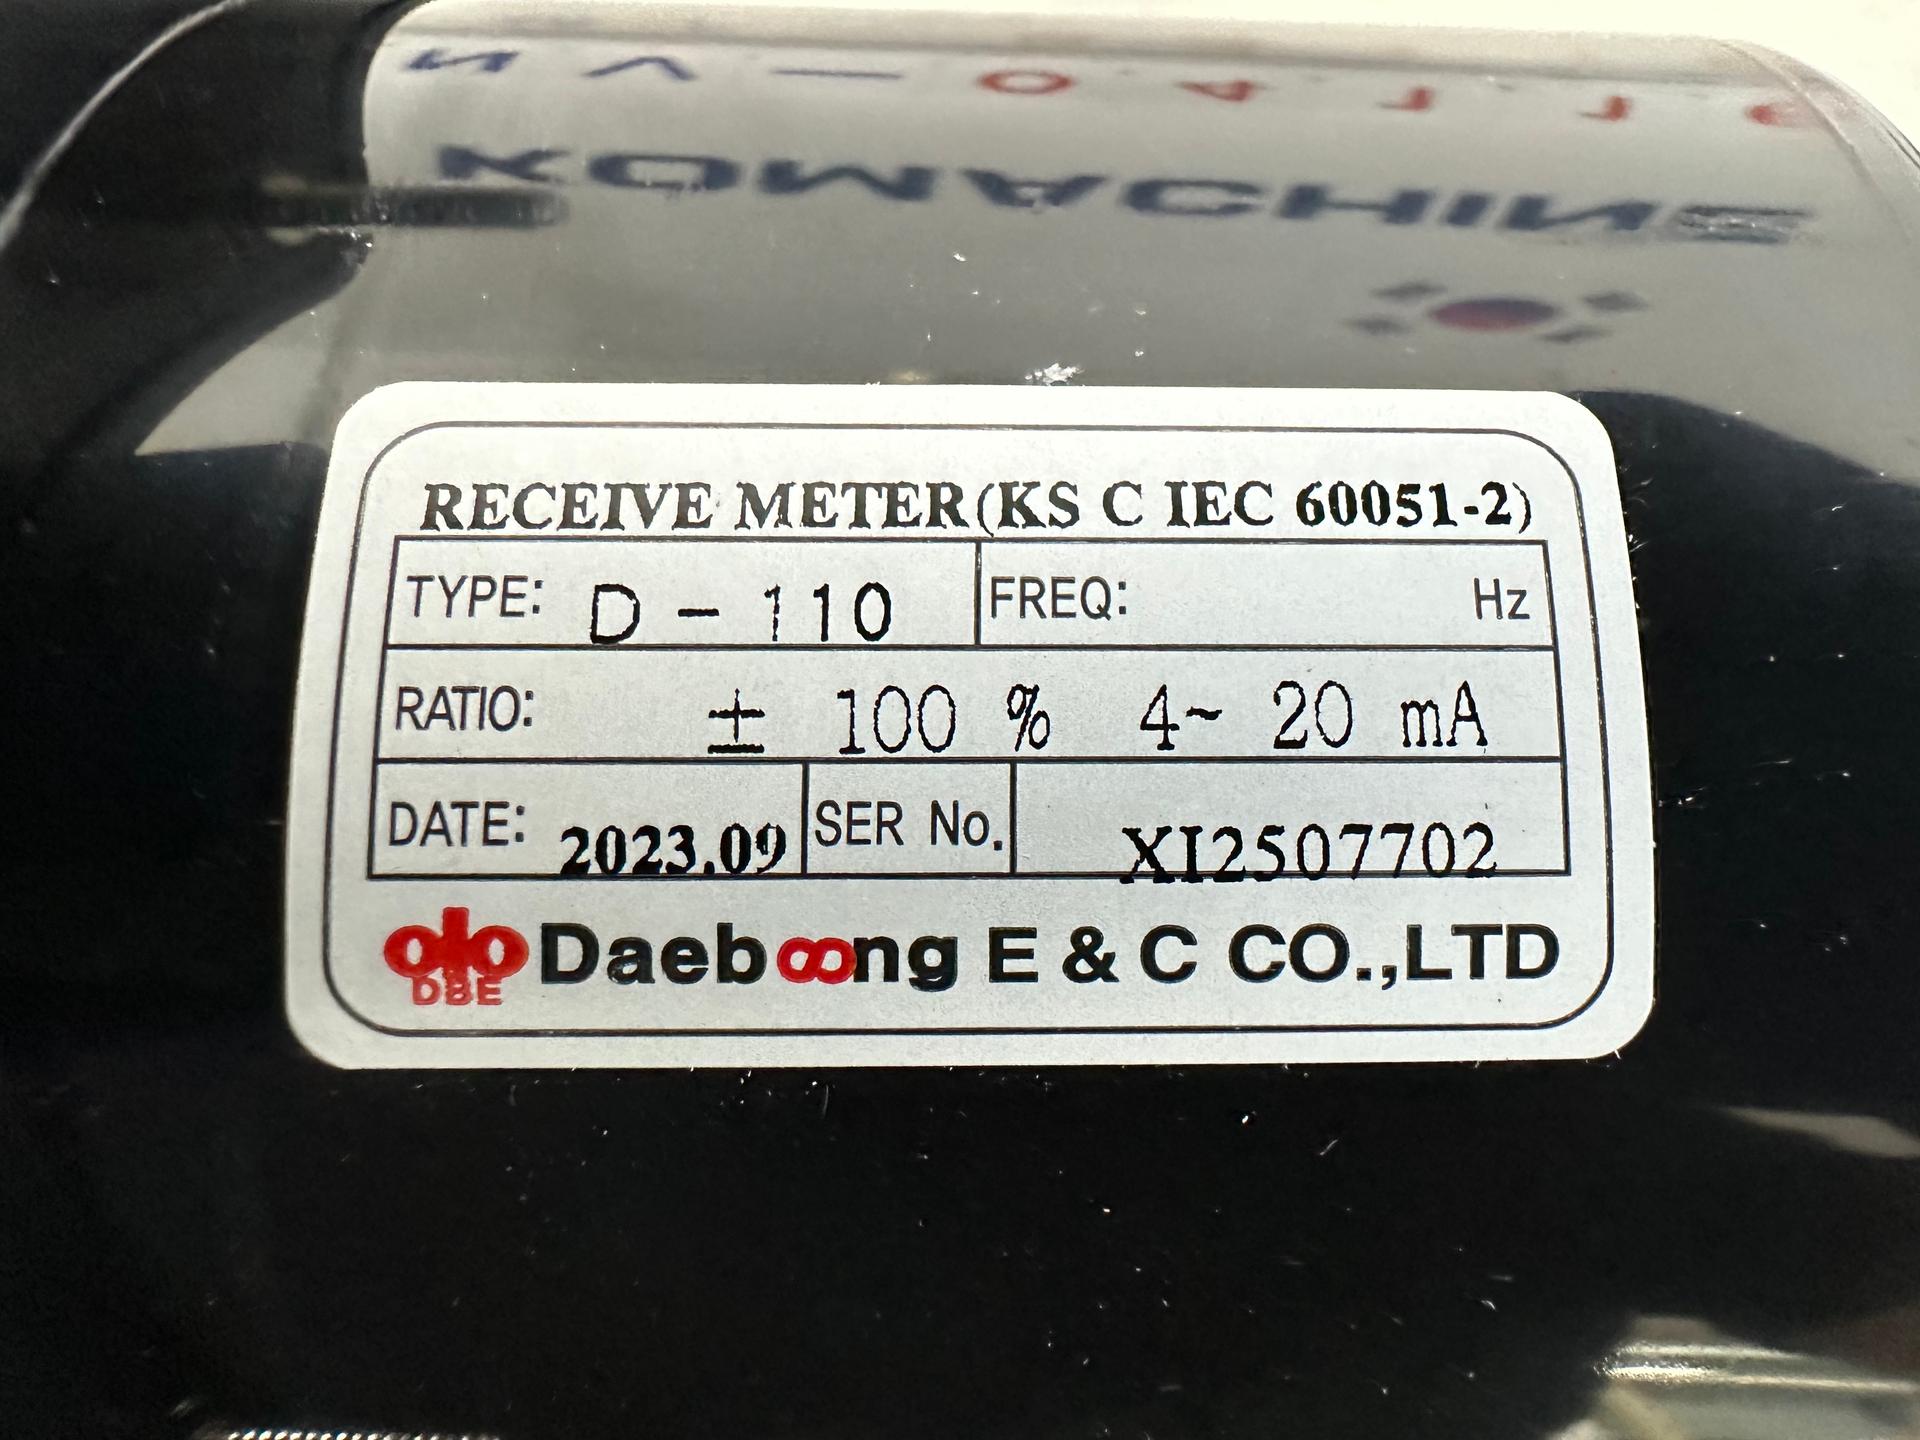 KOMACHINE
RECEIVE METER(KS C IEC 60051-2)
TYPE: D - 110 FREQ: Hz
RATIO: ± 100 % 4~ 20 mA
DATE: 2023.09 SER No. XI2507702
DBE Daeboong E & C CO.,LTD